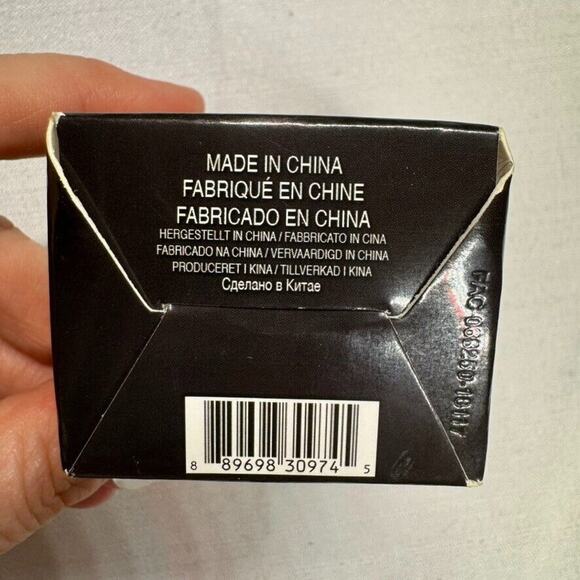 MADE IN CHINA
FABRIQUÉ EN CHINE
FABRICADO EN CHINA
HERGESTELLT IN CHINA / FABBRICATO IN CINA
FABRICADO NA CHINA / VERVAARDIGD IN CHINA
PRODUCERET I KINA / TILLVERKAD I KINA
Сделано в Китае
8 89698 30974 5